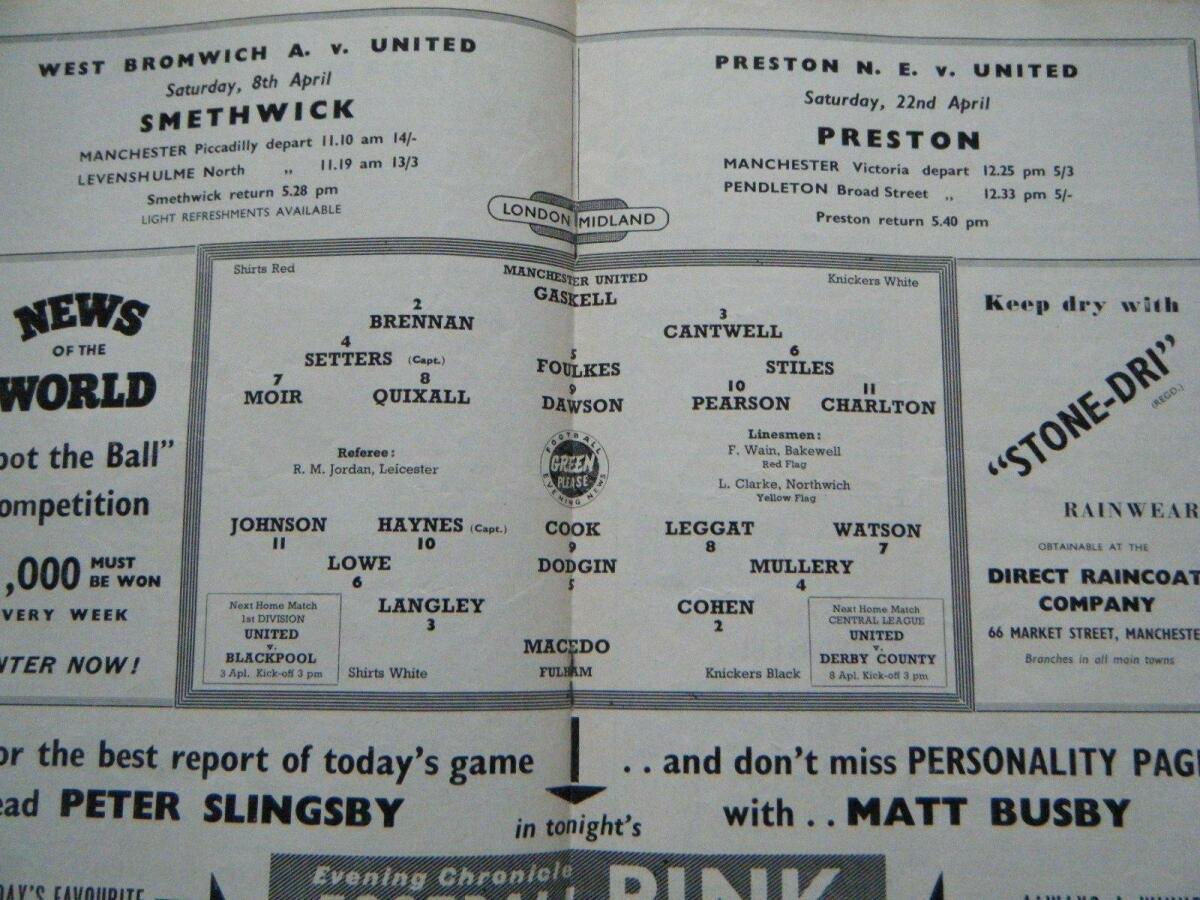 WEST BROMWICH A. v. UNITED
Saturday, 8th April
SMETHWICK
MANCHESTER Piccadilly depart 11.10 am 14/-
LEVENSHULME North „ 11.19 am 13/3
Smethwick return 5.28 pm
LIGHT REFRESHMENTS AVAILABLE
PRESTON N. E. v. UNITED
Saturday, 22nd April
PRESTON
MANCHESTER Victoria depart 12.25 pm 5/3
PENDLETON Broad Street „ 12.33 pm 5/-
Preston return 5.40 pm
LONDON MIDLAND
NEWS
OF THE
WORLD
pot the Ball”
ompetition
,000 MUST BE WON
VERY WEEK
NTER NOW!
Shirts Red
MANCHESTER UNITED
Knickers White
GASKELL
2
BRENNAN
3
CANTWELL
4
SETTERS (Capt.)
5
FOULKES
6
STILES
7
MOIR
8
QUIXALL
9
DAWSON
10
PEARSON
11
CHARLTON
Referee:
R. M. Jordan, Leicester
FOOTBALL
GREEN
PLEASE
EVENING NEWS
Linesmen:
F. Wain, Bakewell
Red Flag
L. Clarke, Northwich
Yellow Flag
JOHNSON
11
HAYNES (Capt.)
10
COOK
9
LEGGAT
8
WATSON
7
LOWE
6
DODGIN
5
MULLERY
4
LANGLEY
3
COHEN
2
MACEDO
FULHAM
Next Home Match
1st DIVISION
UNITED
v.
BLACKPOOL
3 Apl. Kick-off 3 pm
Shirts White
Knickers Black
Next Home Match
CENTRAL LEAGUE
UNITED
v.
DERBY COUNTY
8 Apl. Kick-off 3 pm
Keep dry with
“STONE-DRI”
(REGD.)
RAINWEAR
OBTAINABLE AT THE
DIRECT RAINCOAT
COMPANY
66 MARKET STREET, MANCHESTE
Branches in all main towns
or the best report of today’s game
ead PETER SLINGSBY
in tonight’s
. . and don’t miss PERSONALITY PAG
with . . MATT BUSBY
Evening Chronicle
FOOTBALL PINK
DAY’S FAVOURITE